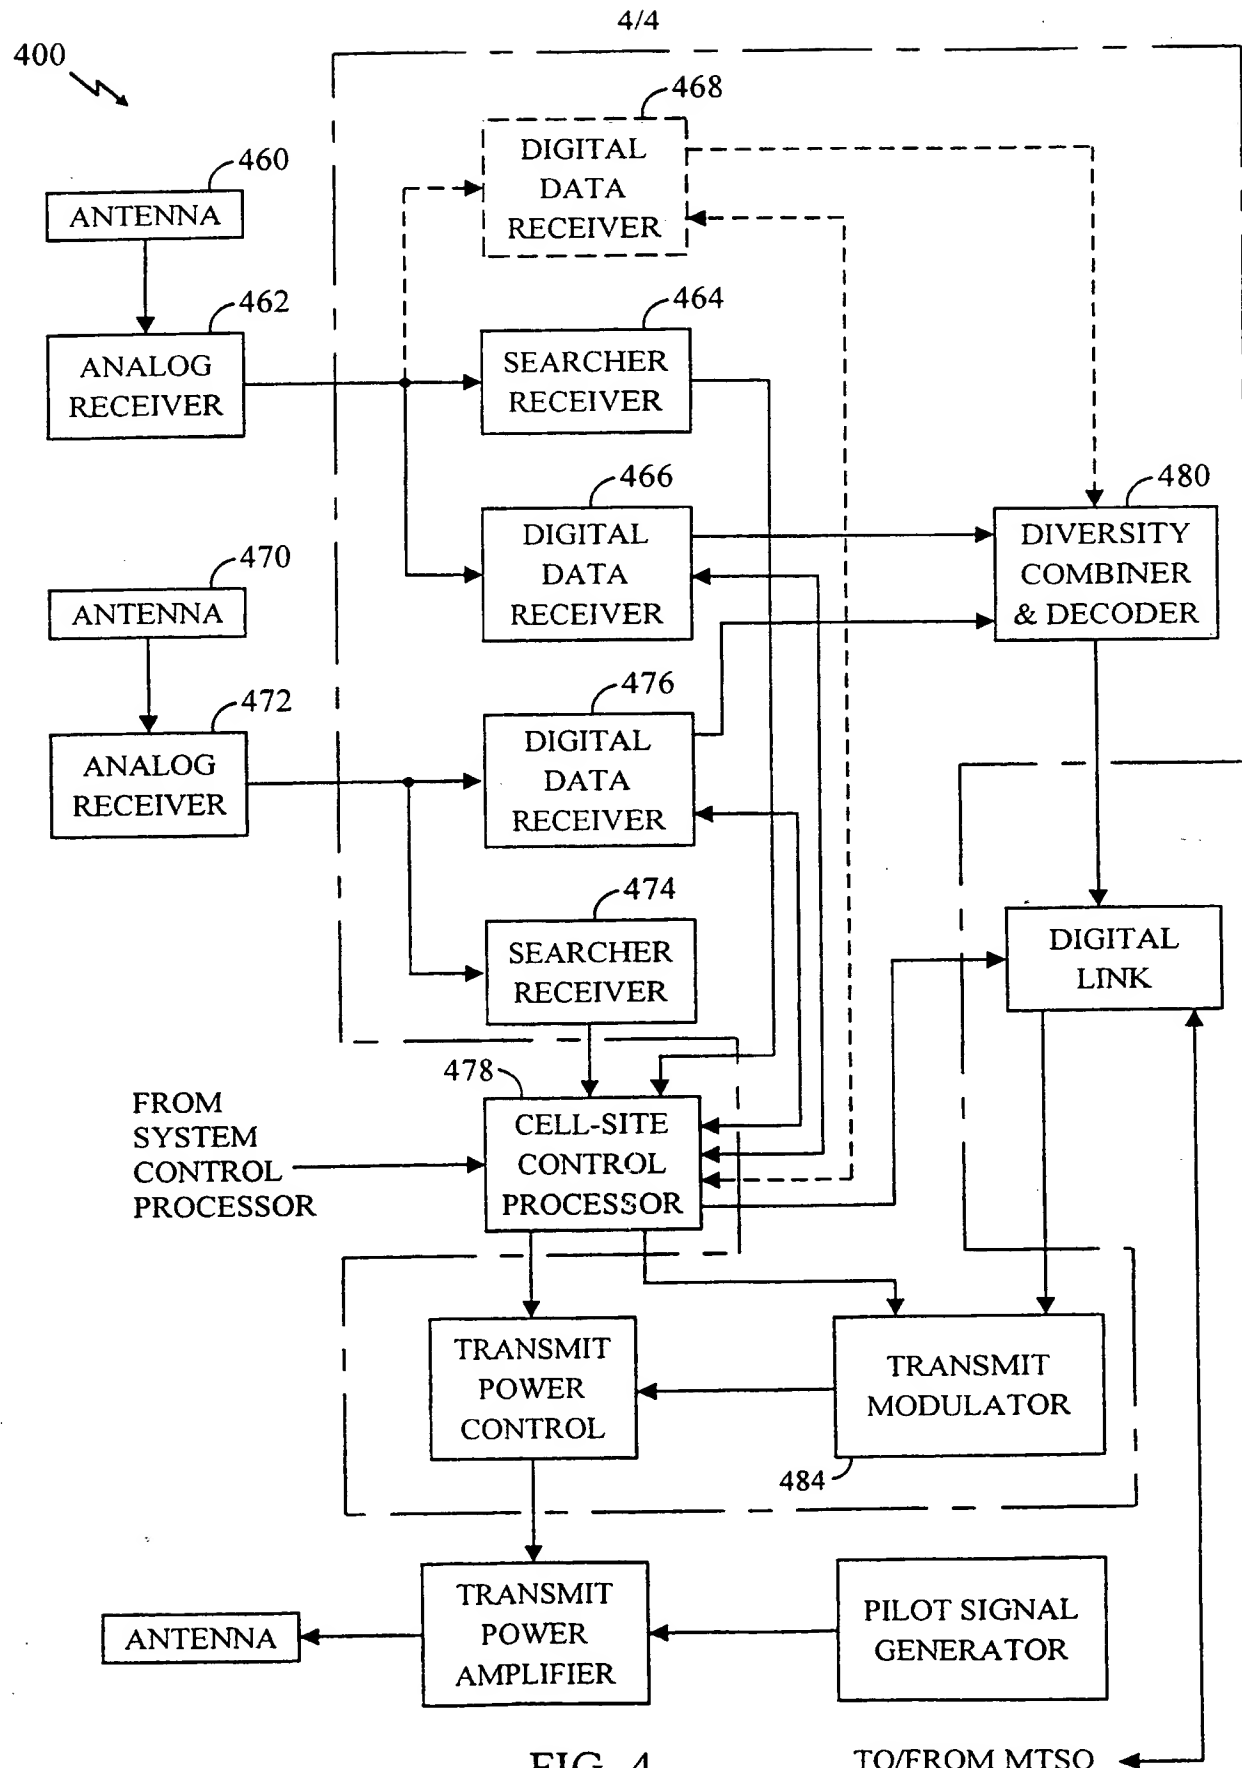 4/4
400
468
DIGITAL
DATA
RECEIVER
460
ANTENNA
462
ANALOG
RECEIVER
464
SEARCHER
RECEIVER
466
DIGITAL
DATA
RECEIVER
480
DIVERSITY
COMBINER
& DECODER
470
ANTENNA
472
ANALOG
RECEIVER
476
DIGITAL
DATA
RECEIVER
474
SEARCHER
RECEIVER
DIGITAL
LINK
478
CELL-SITE
CONTROL
PROCESSOR
FROM
SYSTEM
CONTROL
PROCESSOR
TRANSMIT
POWER
CONTROL
TRANSMIT
MODULATOR
484
TRANSMIT
POWER
AMPLIFIER
ANTENNA
PILOT SIGNAL
GENERATOR
FIG. 4
TO/FROM MTSO